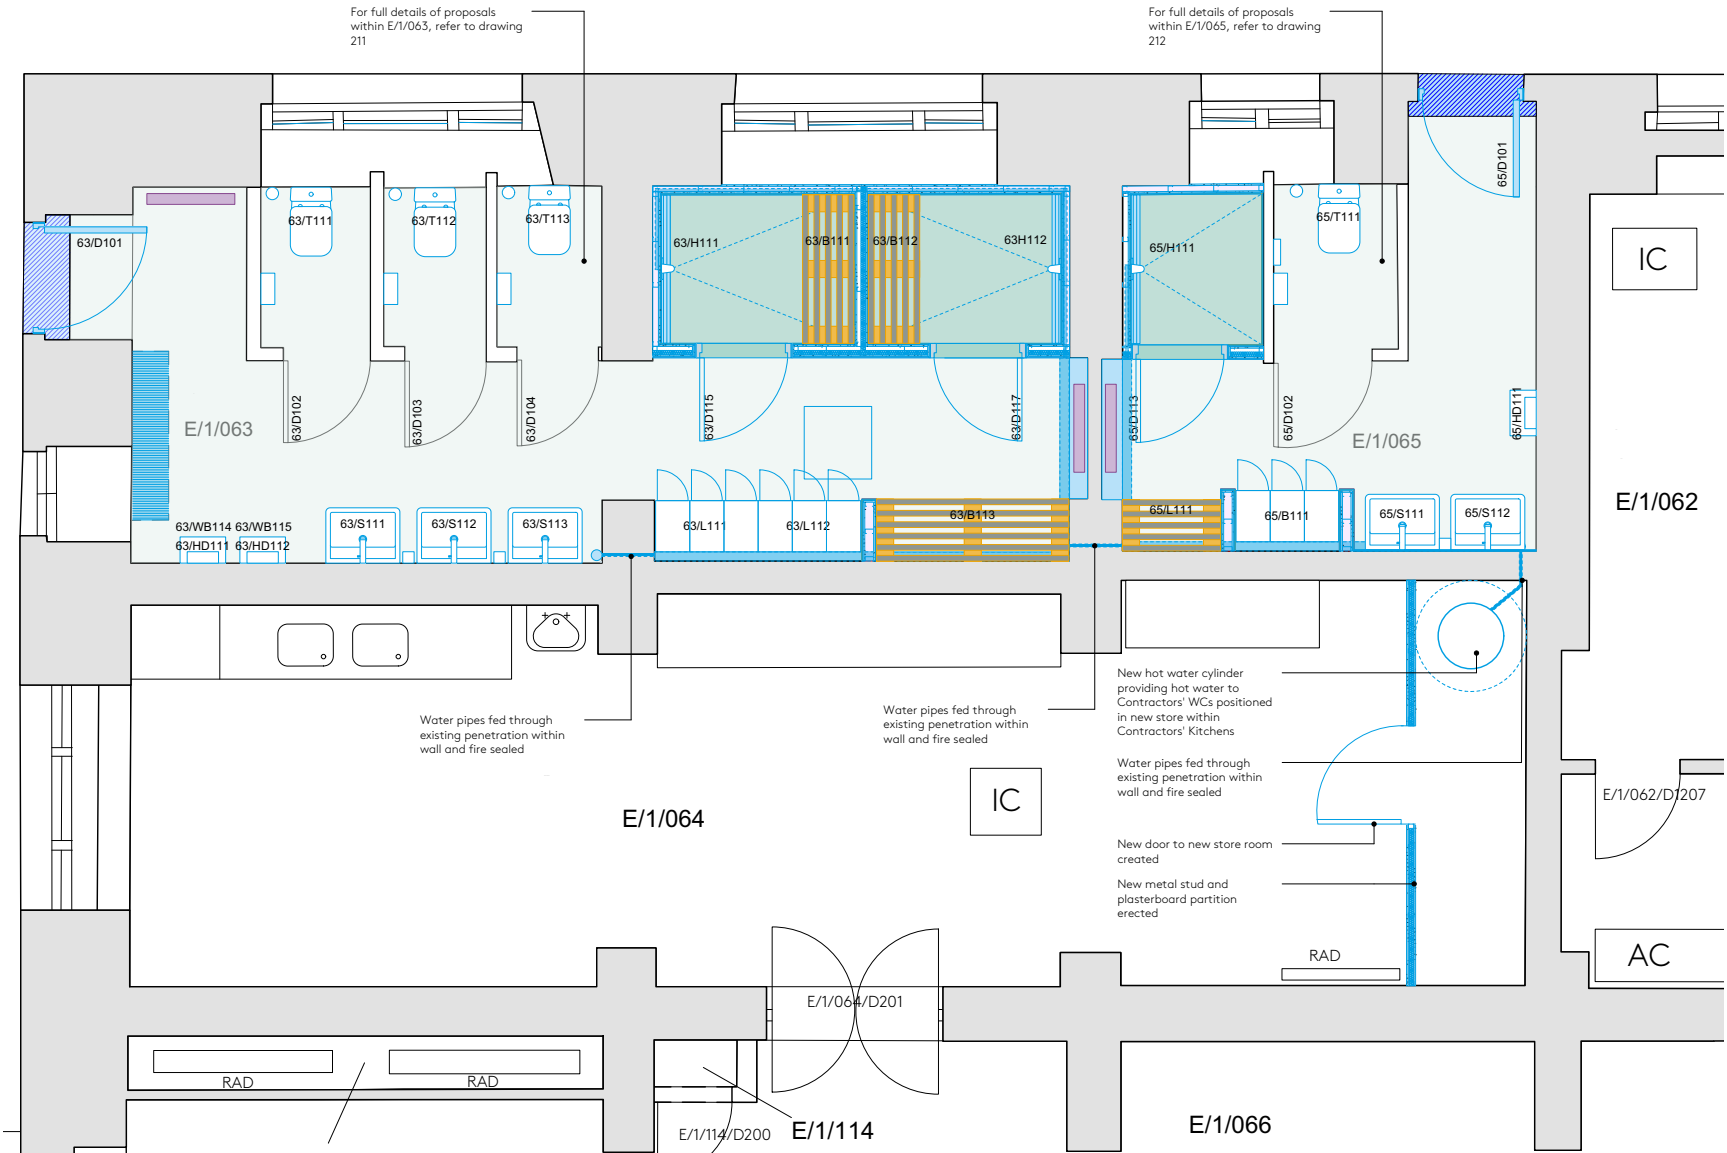 For full details of proposals
within E/1/063, refer to drawing
211
For full details of proposals
within E/1/065, refer to drawing
212
63/D101
63/T111
63/T112
63/T113
63/H111
63/B111
63/B112
63H112
65/H111
65/T111
65/D101
IC
E/1/063
63/D102
63/D103
63/D104
63/D115
63/D117
65/D113
65/D102
E/1/065
65/HD111
E/1/062
63/WB114
63/WB115
63/HD111
63/HD112
63/S111
63/S112
63/S113
63/L111
63/L112
63/B113
65/L111
65/B111
65/S111
65/S112
Water pipes fed through
existing penetration within
wall and fire sealed
Water pipes fed through
existing penetration within
wall and fire sealed
New hot water cylinder
providing hot water to
Contractors' WCs positioned
in new store within
Contractors' Kitchens
Water pipes fed through
existing penetration within
wall and fire sealed
New door to new store room
created
New metal stud and
plasterboard partition
erected
E/1/064
IC
E/1/062/D1207
RAD
AC
E/1/064/D201
RAD
RAD
E/1/114/D200
E/1/114
E/1/066